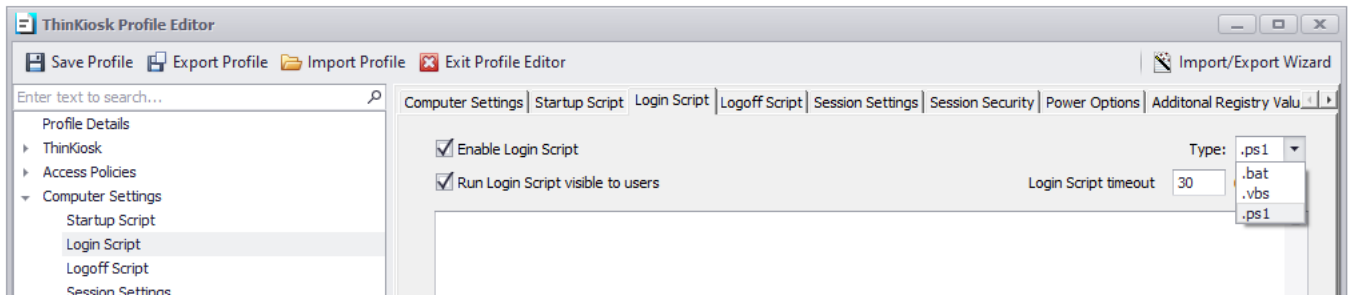 ThinKiosk Profile Editor
Save Profile Export Profile Import Profile Exit Profile Editor Import/Export Wizard
Enter text to search...
Profile Details
ThinKiosk
Access Policies
Computer Settings
Startup Script
Login Script
Logoff Script
Session Settings
Computer Settings Startup Script Login Script Logoff Script Session Settings Session Security Power Options Additonal Registry Valu
Enable Login Script Type: .ps1
Run Login Script visible to users Login Script timeout 30
.bat
.vbs
.ps1